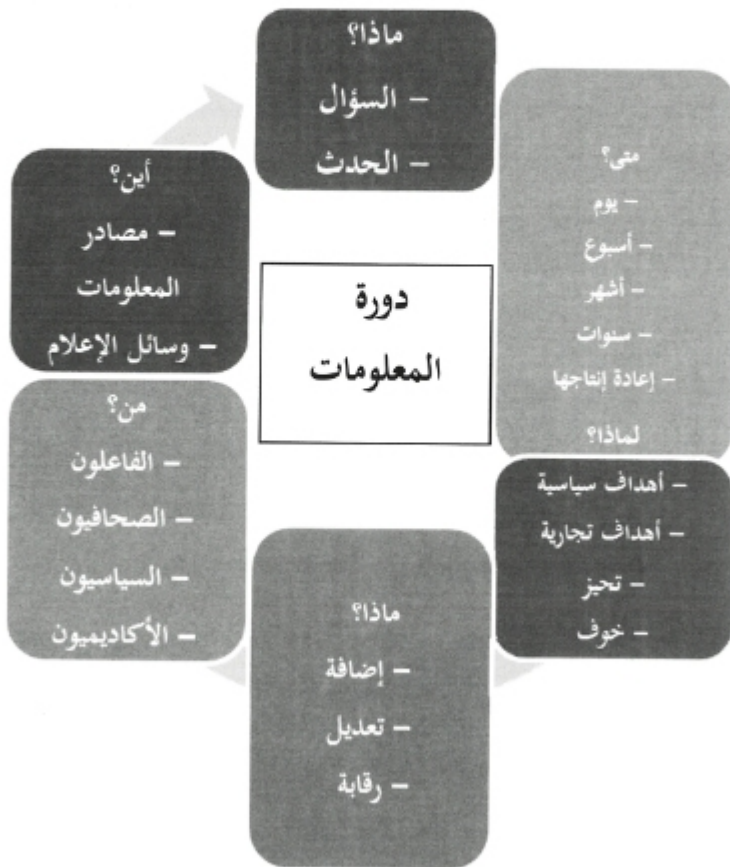 ماذا؟
– السؤال
– الحدث
متى؟
– يوم
– أسبوع
– أشهر
– سنوات
– إعادة إنتاجها
لماذا؟
– أهداف سياسية
– أهداف تجارية
– تحيز
– خوف
ماذا؟
– إضافة
– تعديل
– رقابة
من؟
– الفاعلون
– الصحافيون
– السياسيون
– الأكاديميون
أين؟
– مصادر
المعلومات
– وسائل الإعلام
دورة
المعلومات